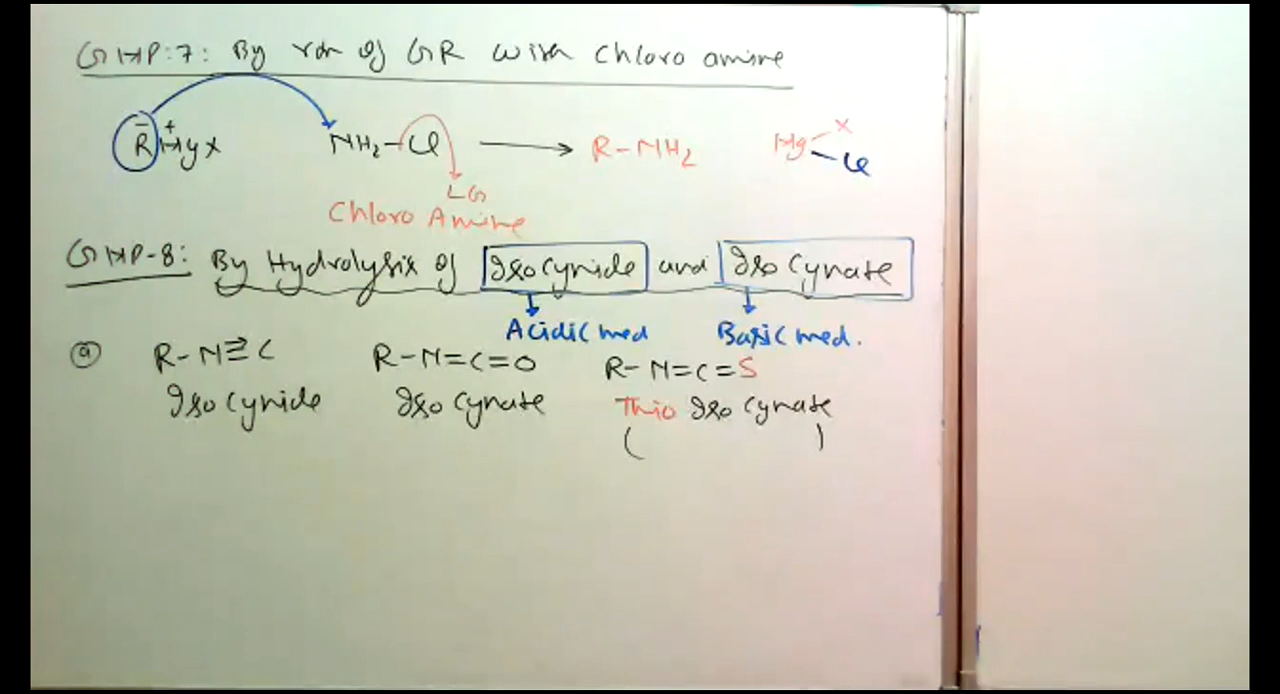 GMP:7: By rxn of GR with Chloro amine
R̄ M⁺gx NH₂-Cl → R-NH₂ Mg X Cl
LG
Chloro Amine
GMP-8: By Hydrolysis of Iso Cynide and Iso Cynate
Acidic med Basic med.
(a) R-N≡C R-N=C=O R-N=C=S
Iso Cynide Iso Cynate Thio Iso Cynate
( )